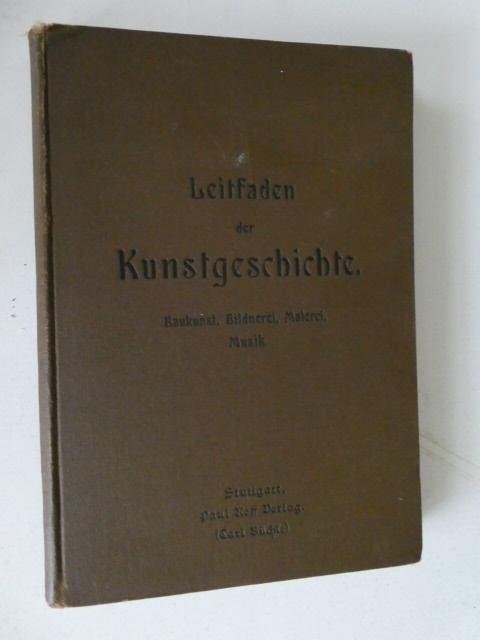 Leitfaden
der
Kunstgeschichte.
Baukunst, Bildnerei, Malerei,
Musik
Stuttgart,
Paul Neff Verlag.
(Carl Büchle)